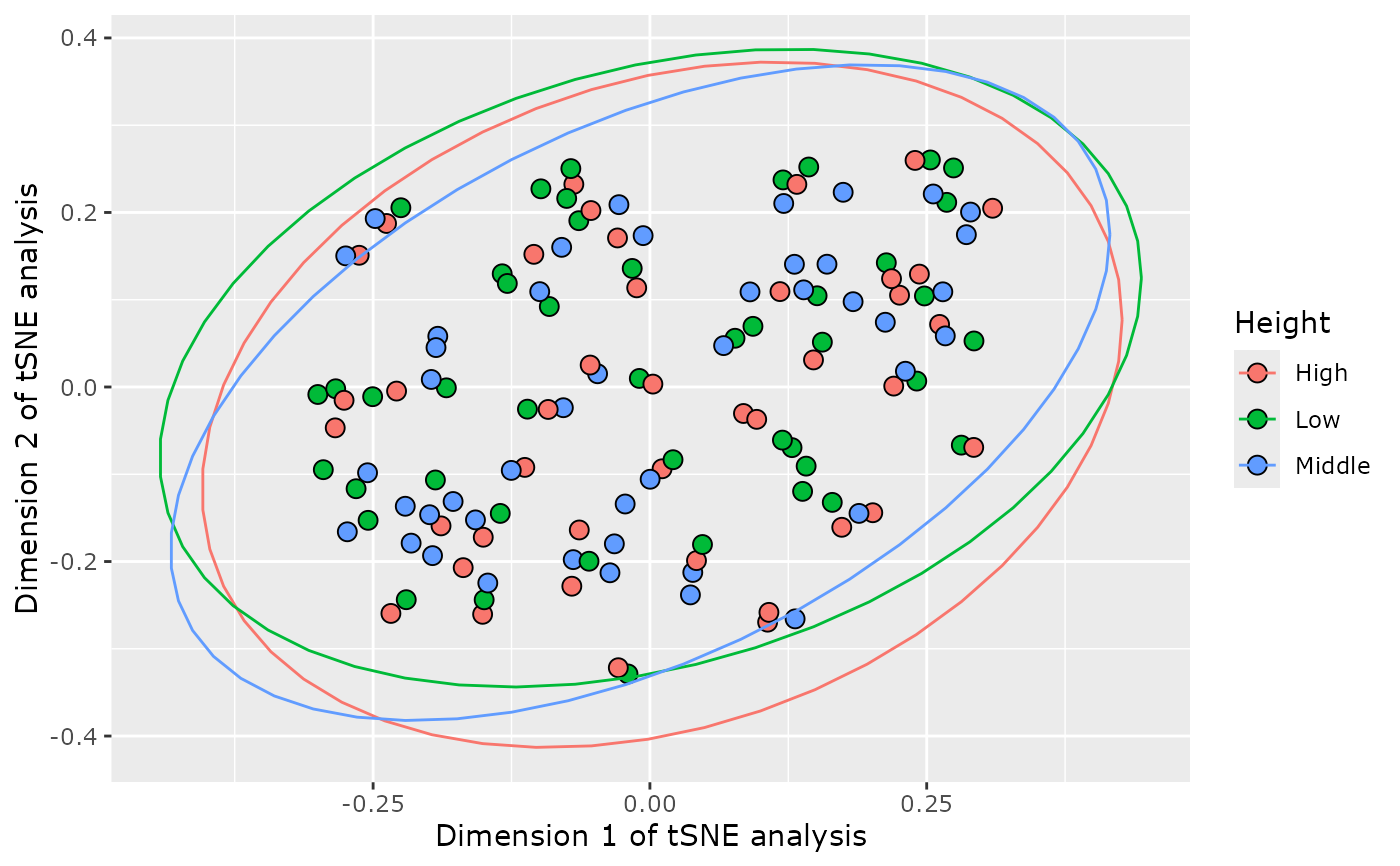 0.4
0.2
0.0
-0.2
-0.4
Dimension 2 of tSNE analysis
-0.25
0.00
0.25
Dimension 1 of tSNE analysis
Height
High
Low
Middle